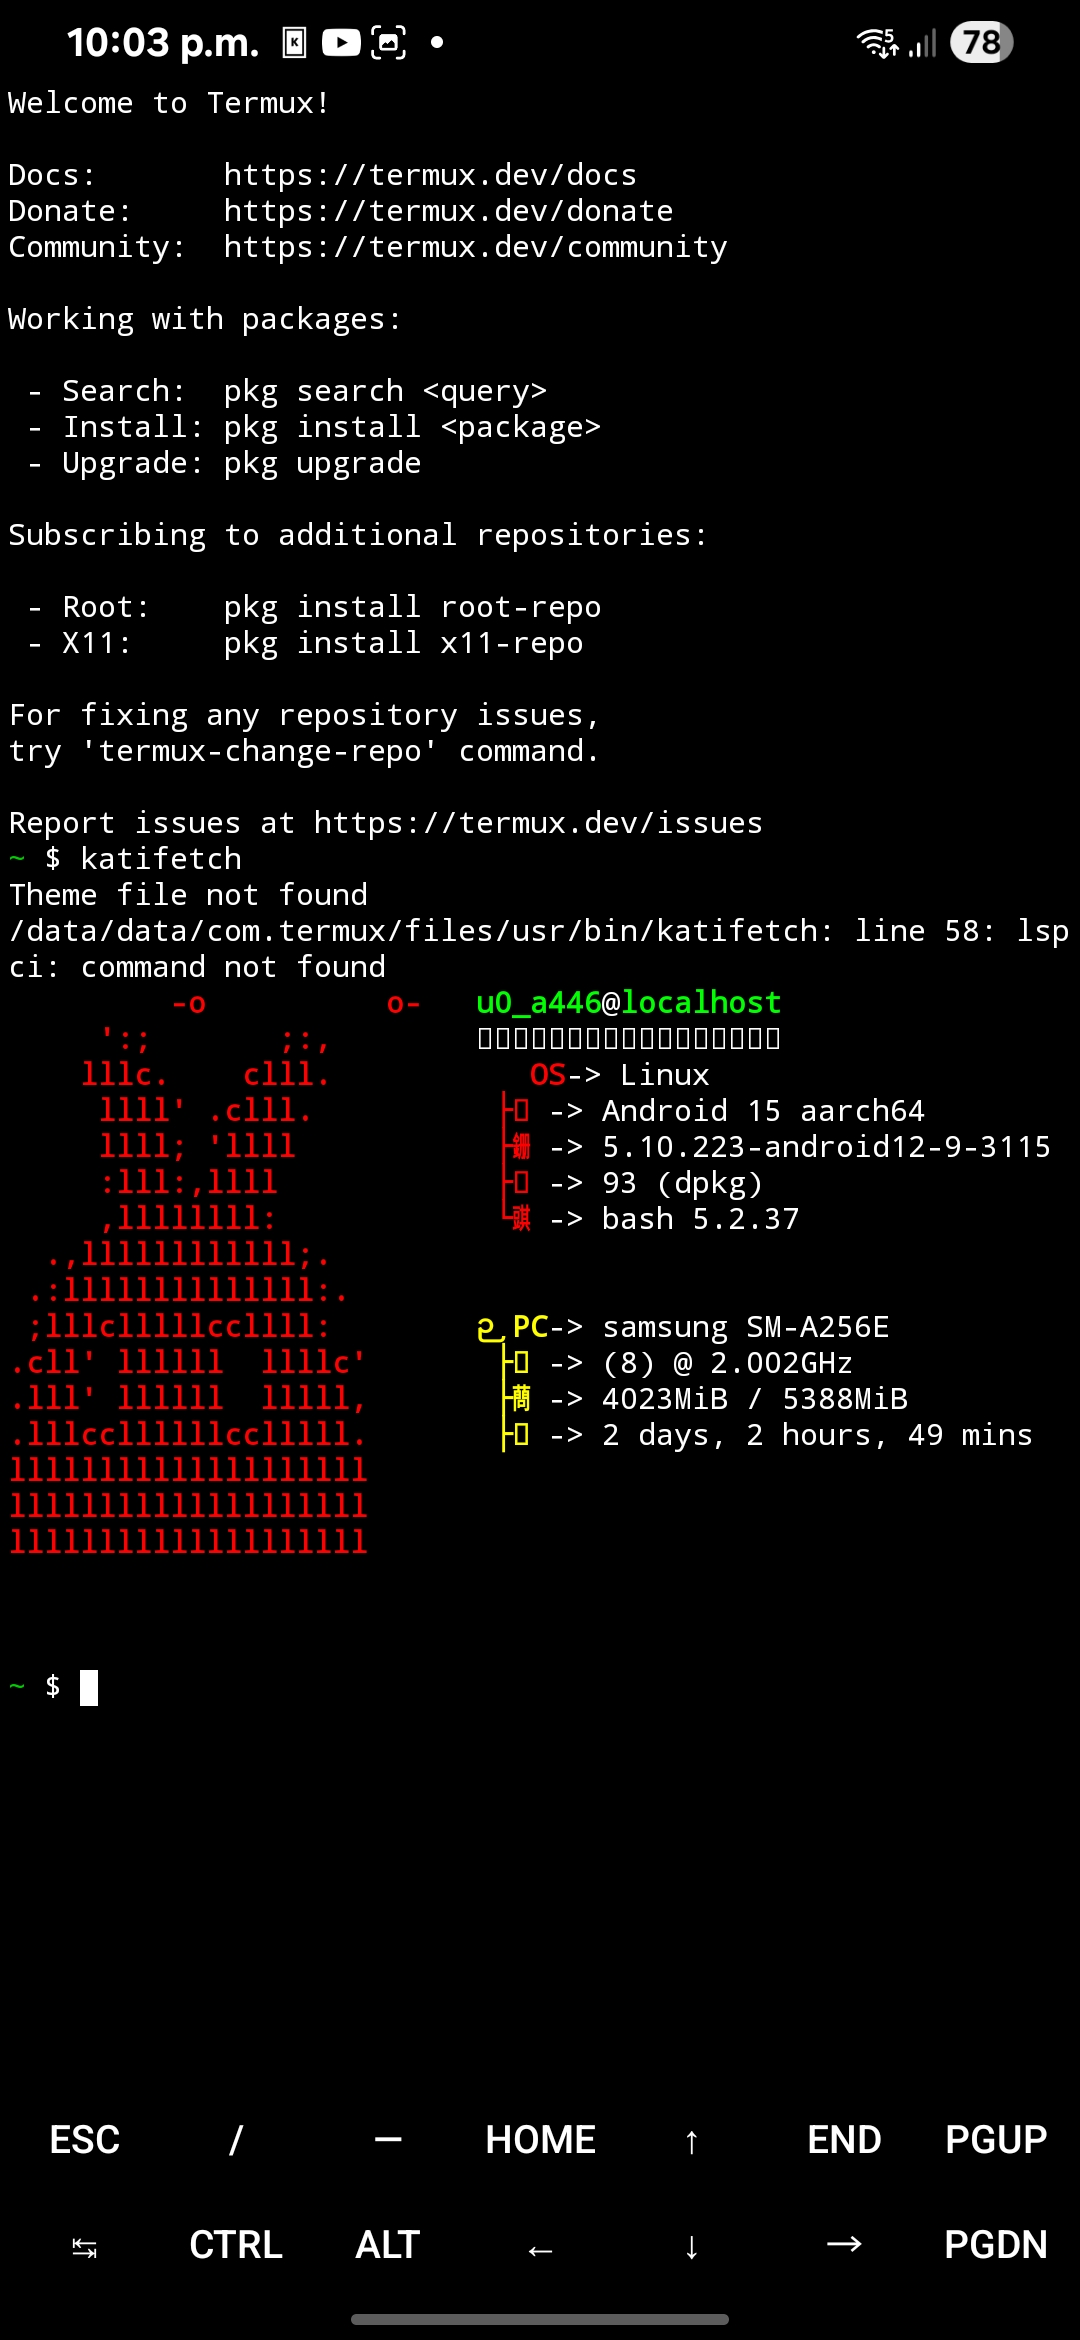 10:03 p.m. K 5 78
Welcome to Termux!
Docs: https://termux.dev/docs
Donate: https://termux.dev/donate
Community: https://termux.dev/community
Working with packages:
- Search: pkg search <query>
- Install: pkg install <package>
- Upgrade: pkg upgrade
Subscribing to additional repositories:
- Root: pkg install root-repo
- X11: pkg install x11-repo
For fixing any repository issues,
try 'termux-change-repo' command.
Report issues at https://termux.dev/issues
~ $ katifetch
Theme file not found
/data/data/com.termux/files/usr/bin/katifetch: line 58: lsp
ci: command not found
-o          o-   u0_a446@localhost
':;       ;:,
lllc.    clll.   OS-> Linux
llll' .clll.   ├ -> Android 15 aarch64
llll; 'llll   ├ -> 5.10.223-android12-9-3115
:lll:,llll   ├ -> 93 (dpkg)
,llllllll:   └ -> bash 5.2.37
.,llllllllllll;.
.:llllllllllllll:.
;lllclllllccllll:   PC-> samsung SM-A256E
.cll' llllll  llllc'   ├ -> (8) @ 2.002GHz
.lll' llllll  lllll,   ├ -> 4023MiB / 5388MiB
.lllccllllllcclllll.   ├ -> 2 days, 2 hours, 49 mins
llllllllllllllllllll
llllllllllllllllllll
llllllllllllllllllll
~ $
ESC / — HOME ↑ END PGUP
↹ CTRL ALT ← ↓ → PGDN